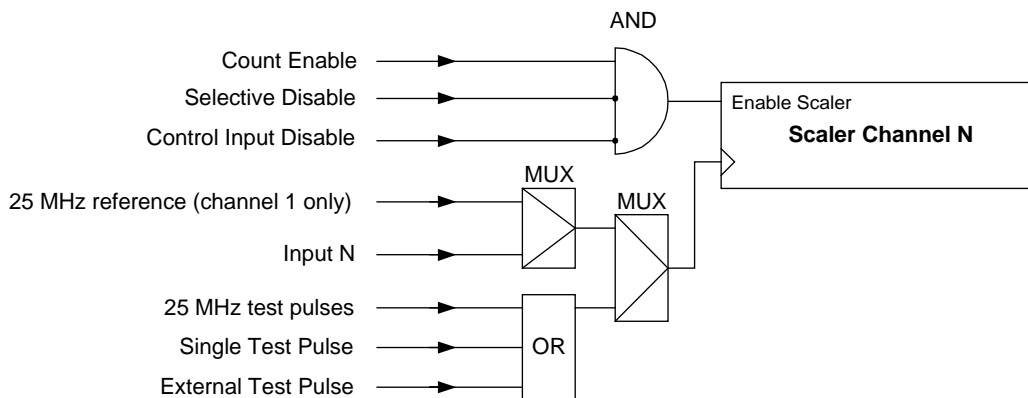 AND
Count Enable
Selective Disable
Control Input Disable
Enable Scaler
Scaler Channel N
MUX
25 MHz reference (channel 1 only)
MUX
Input N
25 MHz test pulses
Single Test Pulse
OR
External Test Pulse